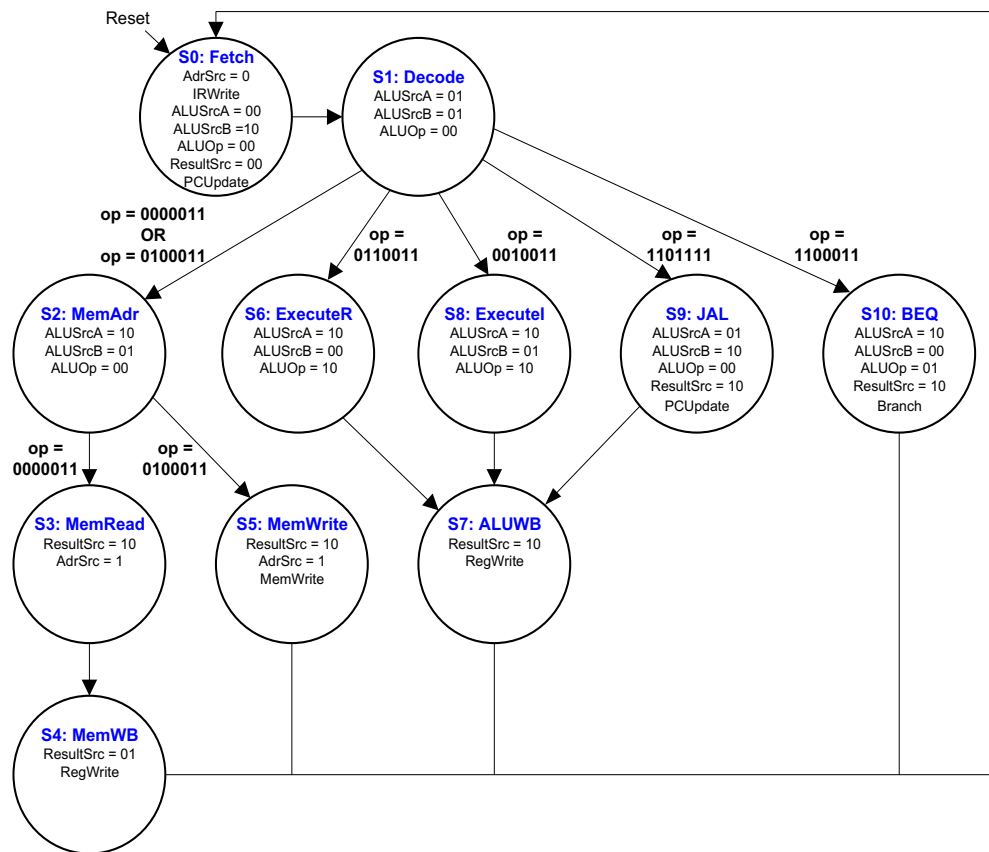 Reset
S0: Fetch
AdrSrc = 0
IRWrite
ALUSrcA = 00
ALUSrcB =10
ALUOp = 00
ResultSrc = 00
PCUpdate
S1: Decode
ALUSrcA = 01
ALUSrcB = 01
ALUOp = 00
op = 0000011
OR
op = 0100011
op =
0110011
op =
0010011
op =
1101111
op =
1100011
S2: MemAdr
ALUSrcA = 10
ALUSrcB = 01
ALUOp = 00
S6: ExecuteR
ALUSrcA = 10
ALUSrcB = 00
ALUOp = 10
S8: ExecuteI
ALUSrcA = 10
ALUSrcB = 01
ALUOp = 10
S9: JAL
ALUSrcA = 01
ALUSrcB = 10
ALUOp = 00
ResultSrc = 10
PCUpdate
S10: BEQ
ALUSrcA = 10
ALUSrcB = 00
ALUOp = 01
ResultSrc = 10
Branch
op =
0000011
op =
0100011
S3: MemRead
ResultSrc = 10
AdrSrc = 1
S5: MemWrite
ResultSrc = 10
AdrSrc = 1
MemWrite
S7: ALUWB
ResultSrc = 10
RegWrite
S4: MemWB
ResultSrc = 01
RegWrite